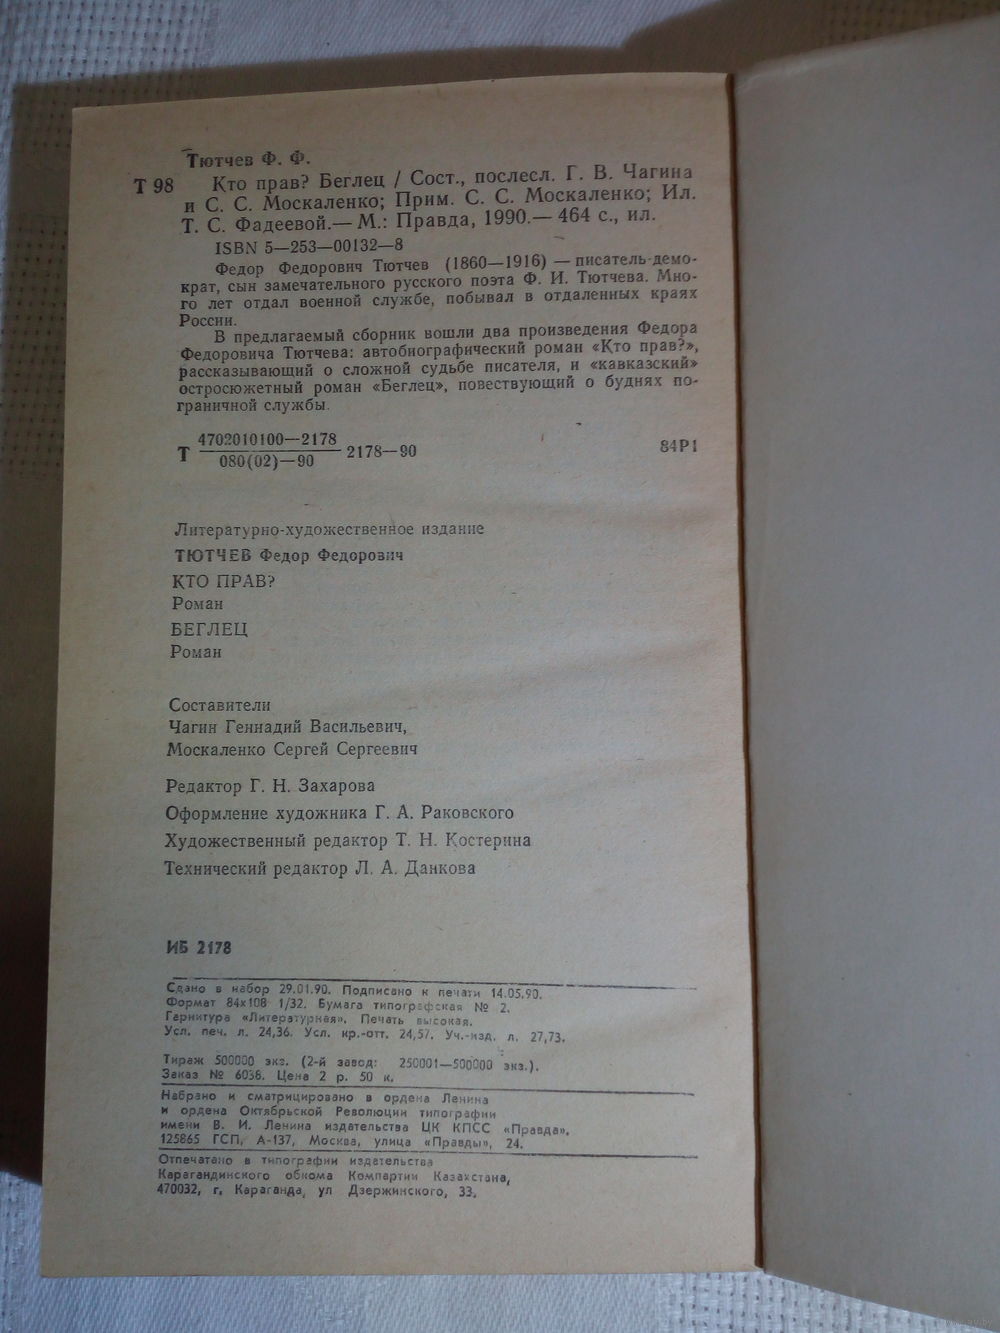 Тютчев Ф. Ф.
Т 98 Кто прав? Беглец / Сост., послесл. Г. В. Чагина
и С. С. Москаленко; Прим. С. С. Москаленко; Ил.
Т. С. Фадеевой.— М.: Правда, 1990.— 464 с., ил.
ISBN 5—253—00132—8
Федор Федорович Тютчев (1860—1916) — писатель-демо-
крат, сын замечательного русского поэта Ф. И. Тютчева. Мно-
го лет отдал военной службе, побывал в отдаленных краях
России.
В предлагаемый сборник вошли два произведения Федора
Федоровича Тютчева: автобиографический роман «Кто прав?»,
рассказывающий о сложной судьбе писателя, и «кавказский»
остросюжетный роман «Беглец», повествующий о буднях по-
граничной службы.
Т 4702010100—2178
080(02)—90 2178—90 84Р1
Литературно-художественное издание
ТЮТЧЕВ Федор Федорович
КТО ПРАВ?
Роман
БЕГЛЕЦ
Роман
Составители
Чагин Геннадий Васильевич,
Москаленко Сергей Сергеевич
Редактор Г. Н. Захарова
Оформление художника Г. А. Раковского
Художественный редактор Т. Н. Костерина
Технический редактор Л. А. Данкова
ИБ 2178
Сдано в набор 29.01.90. Подписано к печати 14.05.90.
Формат 84х108 1/32. Бумага типографская № 2.
Гарнитура «Литературная». Печать высокая.
Усл. печ. л. 24,36. Усл. кр.-отт. 24,57. Уч.-изд. л. 27,73.
Тираж 500000 экз. (2-й завод: 250001—500000 экз.).
Заказ № 6038. Цена 2 р. 50 к.
Набрано и сматрицировано в ордена Ленина
и ордена Октябрьской Революции типографии
имени В. И. Ленина издательства ЦК КПСС «Правда».
125865 ГСП, А-137, Москва, улица «Правды», 24.
Отпечатано в типографии издательства
Карагандинского обкома Компартии Казахстана,
470032, г. Караганда, ул Дзержинского, 33.